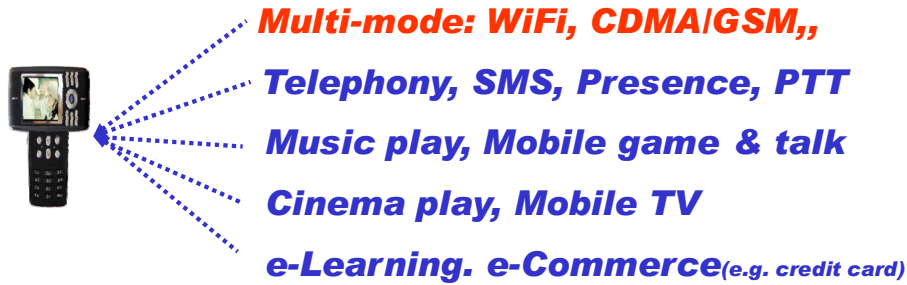 Multi-mode: WiFi, CDMA/GSM,,
Telephony, SMS, Presence, PTT
Music play, Mobile game & talk
Cinema play, Mobile TV
e-Learning. e-Commerce(e.g. credit card)